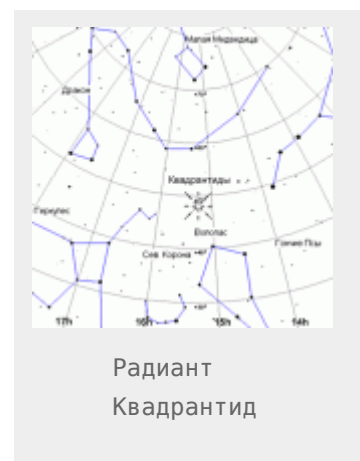 Малая Медведица
Дракон
Квадрантиды
Геркулес
Волопас
Гончие Псы
Сев. Корона
17h
16h
15h
14h
Радиант
Квадрантид